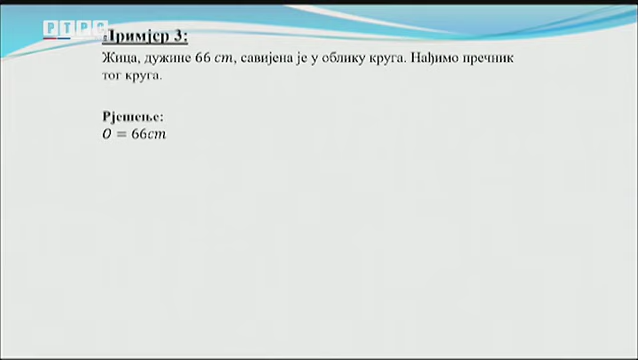 РТРС
Примјер 3:
Жица, дужине 66 cm, савијена је у облику круга. Нађимо пречник
тог круга.
Рјешење:
O = 66cm